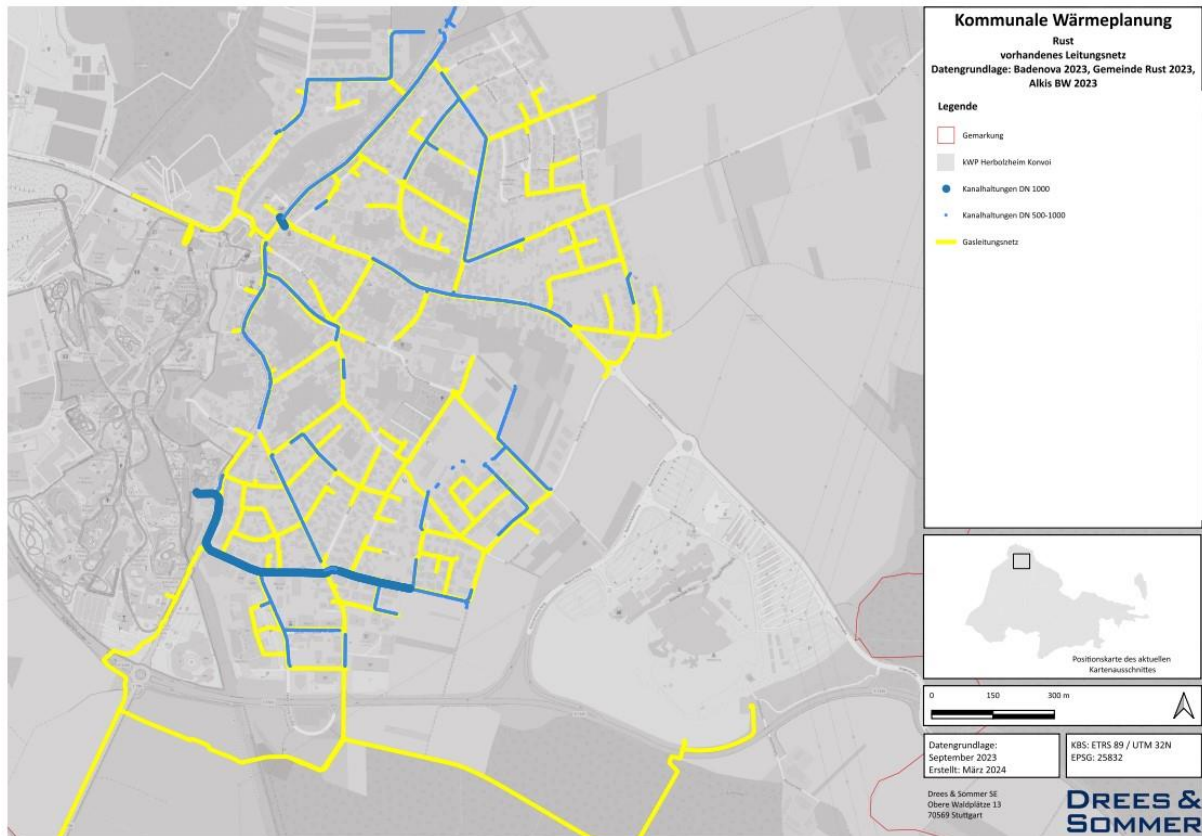 Kommunale Wärmeplanung
Rust
vorhandenes Leitungsnetz
Datengrundlage: Badenova 2023, Gemeinde Rust 2023,
Alkis BW 2023
Legende
Gemarkung
kWP Herbolzheim Konvoi
Kanalhaltungen DN 1000
Kanalhaltungen DN 500-1000
Gasleitungsnetz
Positionskarte des aktuellen
Kartenausschnittes
0 150 300 m
Datengrundlage:
September 2023
Erstellt: März 2024
KBS: ETRS 89 / UTM 32N
EPSG: 25832
Drees & Sommer SE
Obere Waldplätze 13
70569 Stuttgart
DREES &
SOMMER